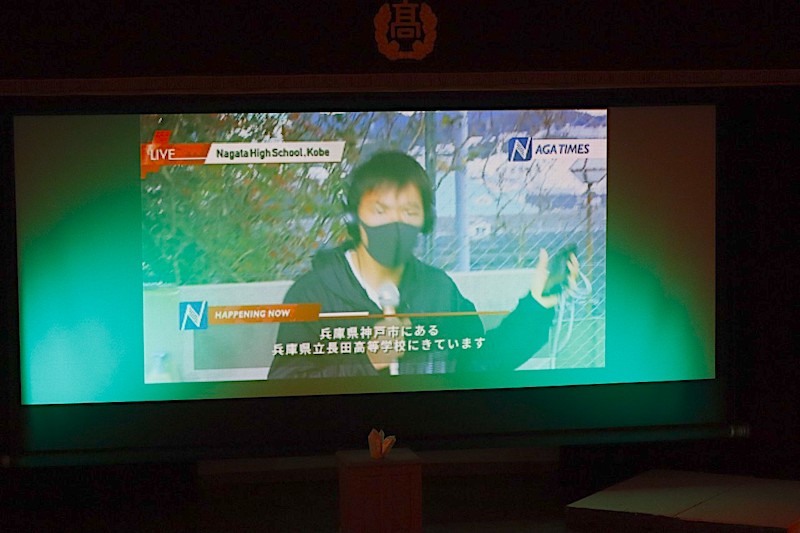 高
LIVE
Nagata High School, Kobe
N AGA TIMES
N HAPPENING NOW
兵庫県神戸市にある
兵庫県立長田高等学校にきています